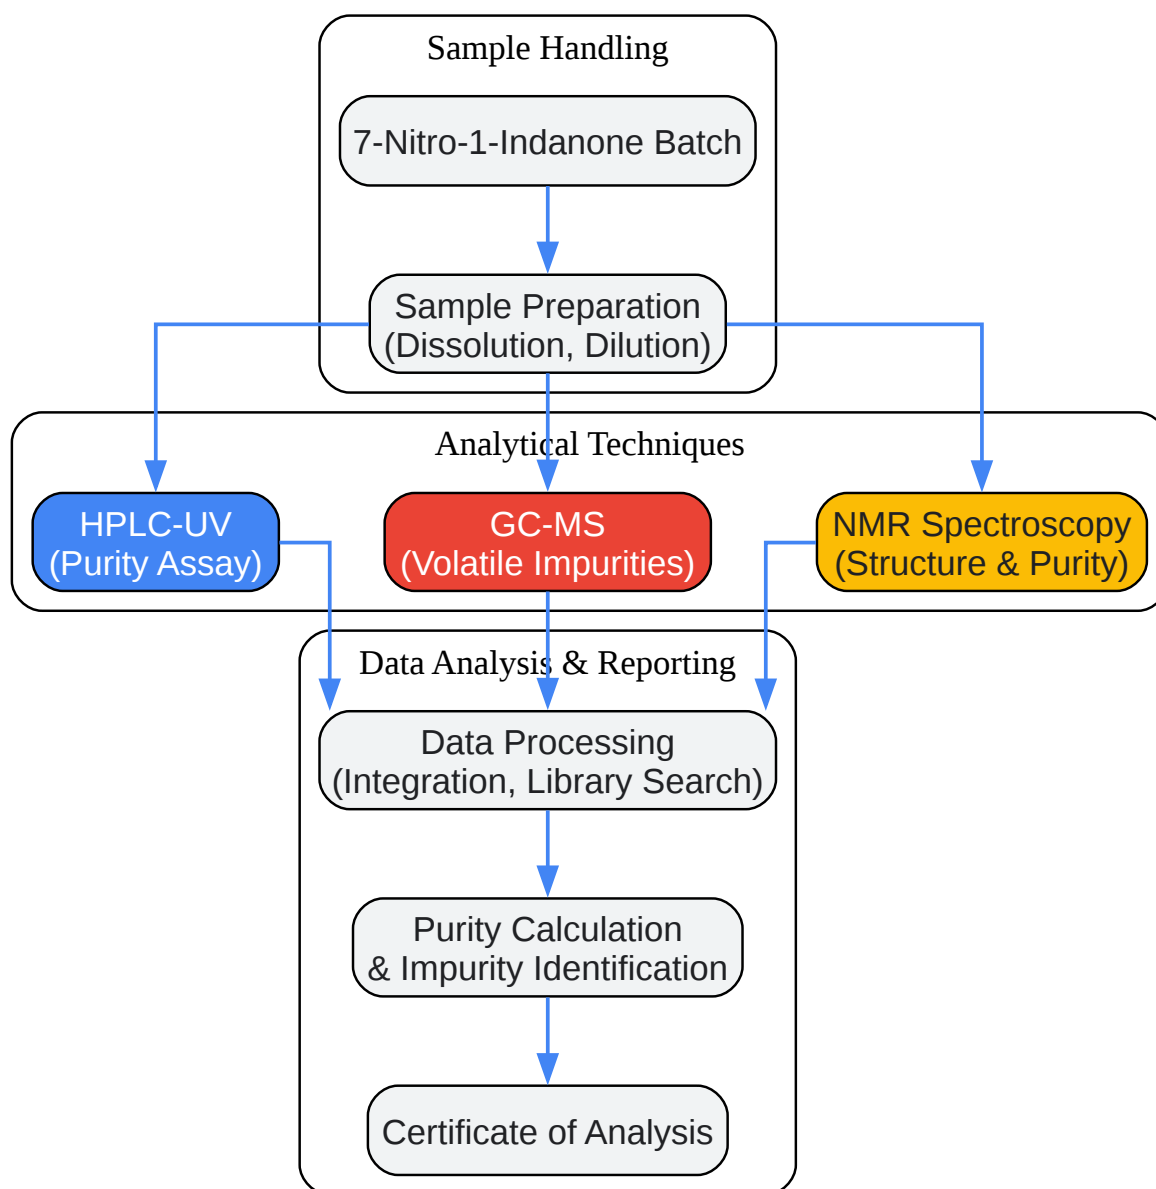 Sample Handling
7-Nitro-1-Indanone Batch
Sample Preparation
(Dissolution, Dilution)
Analytical Techniques
HPLC-UV
(Purity Assay)
GC-MS
(Volatile Impurities)
NMR Spectroscopy
(Structure & Purity)
Data Analysis & Reporting
Data Processing
(Integration, Library Search)
Purity Calculation
& Impurity Identification
Certificate of Analysis